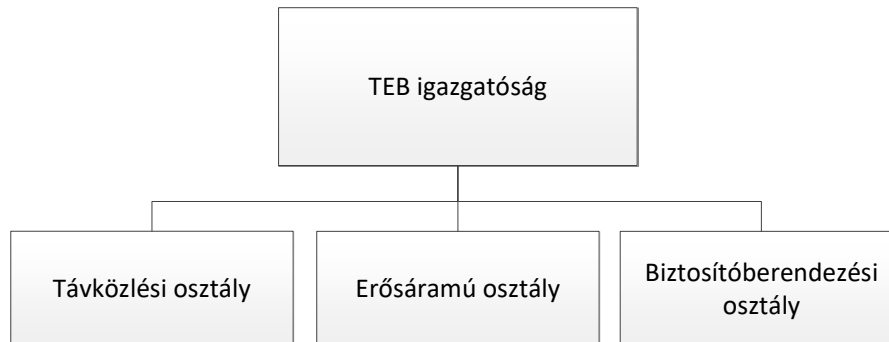 TEB igazgatóság
Távközlési osztály
Erősáramú osztály
Biztosítóberendezési
osztály